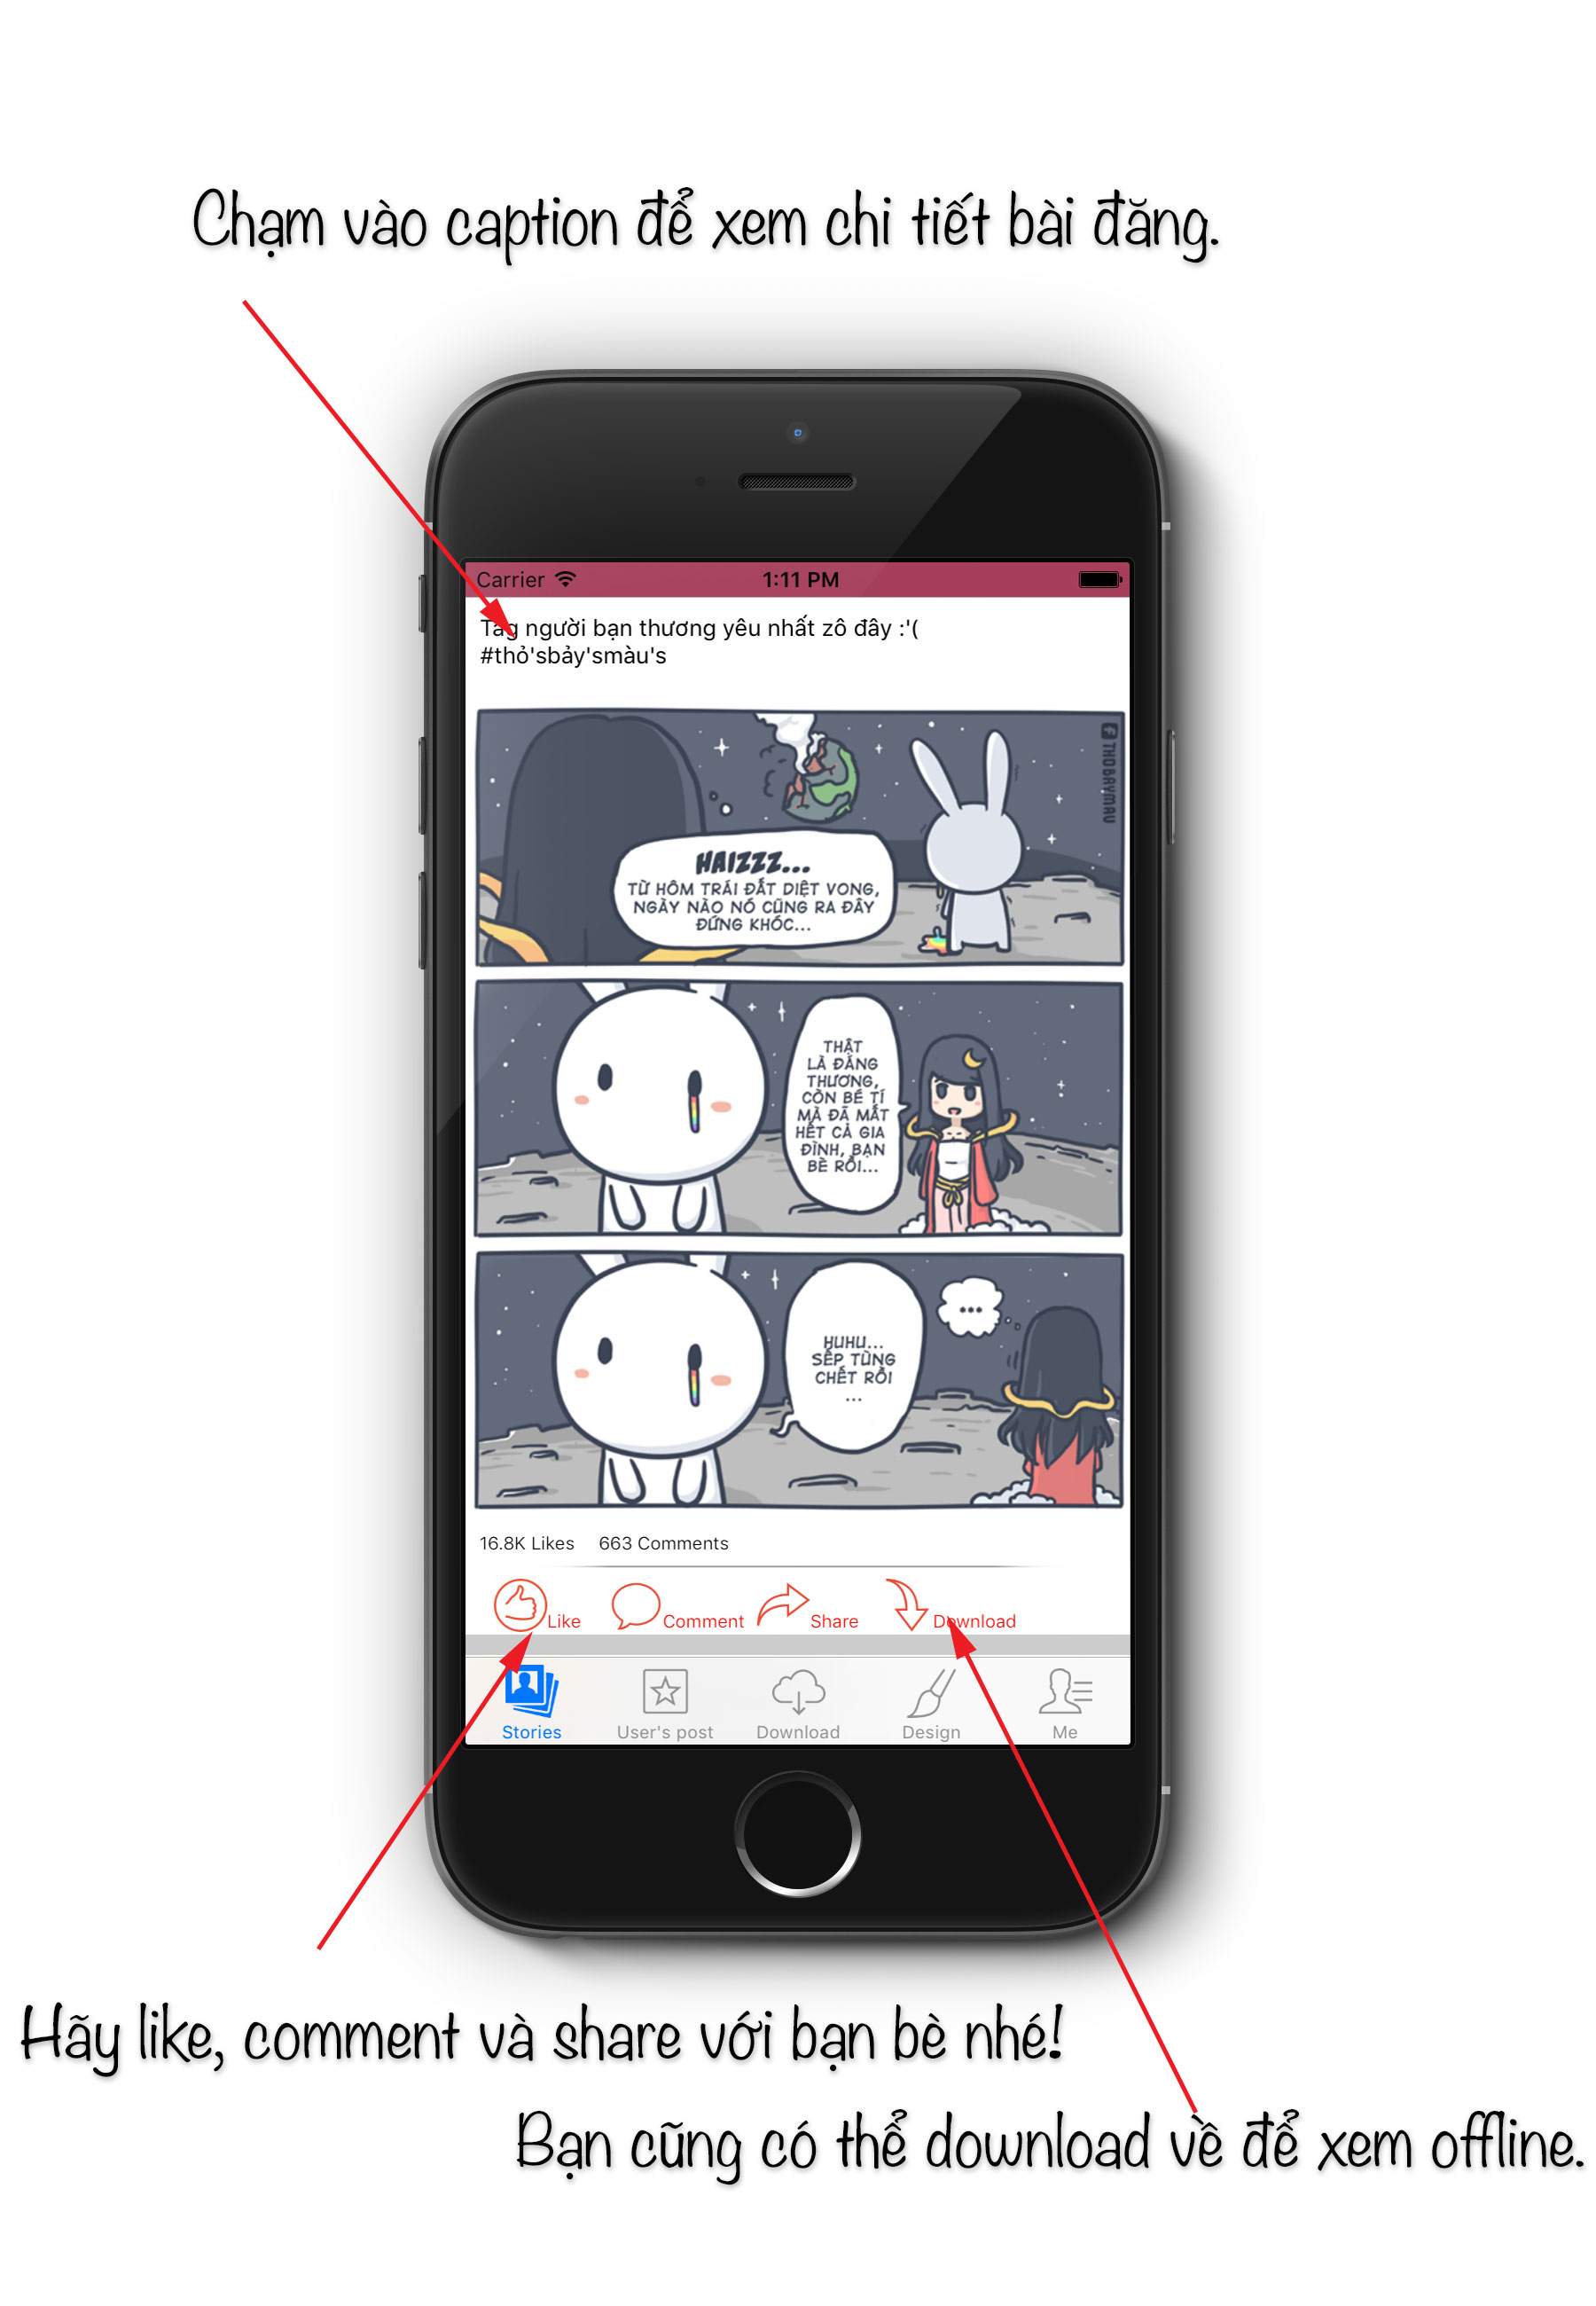 Chạm vào caption để xem chi tiết bài đăng.
Carrier 1:11 PM
Tag người bạn thương yêu nhất zô đây :'(
#thỏ'sbảy'smàu's
THOBAYMAU
HAIZZZ...
TỪ HÔM TRÁI ĐẤT DIỆT VONG,
NGÀY NÀO NÓ CŨNG RA ĐÂY
ĐỨNG KHÓC...
THẬT
LÀ ĐÁNG
THƯƠNG,
CÒN BÉ TÍ
MÀ ĐÃ MẤT
HẾT CẢ GIA
ĐÌNH, BẠN
BÈ RỒI...
...
HUHU...
SẾP TÙNG
CHẾT RỒI
...
16.8K Likes 663 Comments
Like Comment Share Download
Stories User's post Download Design Me
Hãy like, comment và share với bạn bè nhé!
Bạn cũng có thể download về để xem offline.